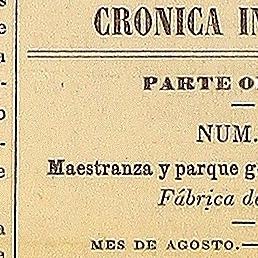 CRONICA IN
PARTE O
NUM.
Maestranza y parque g
Fábrica de
MES DE AGOSTO.—